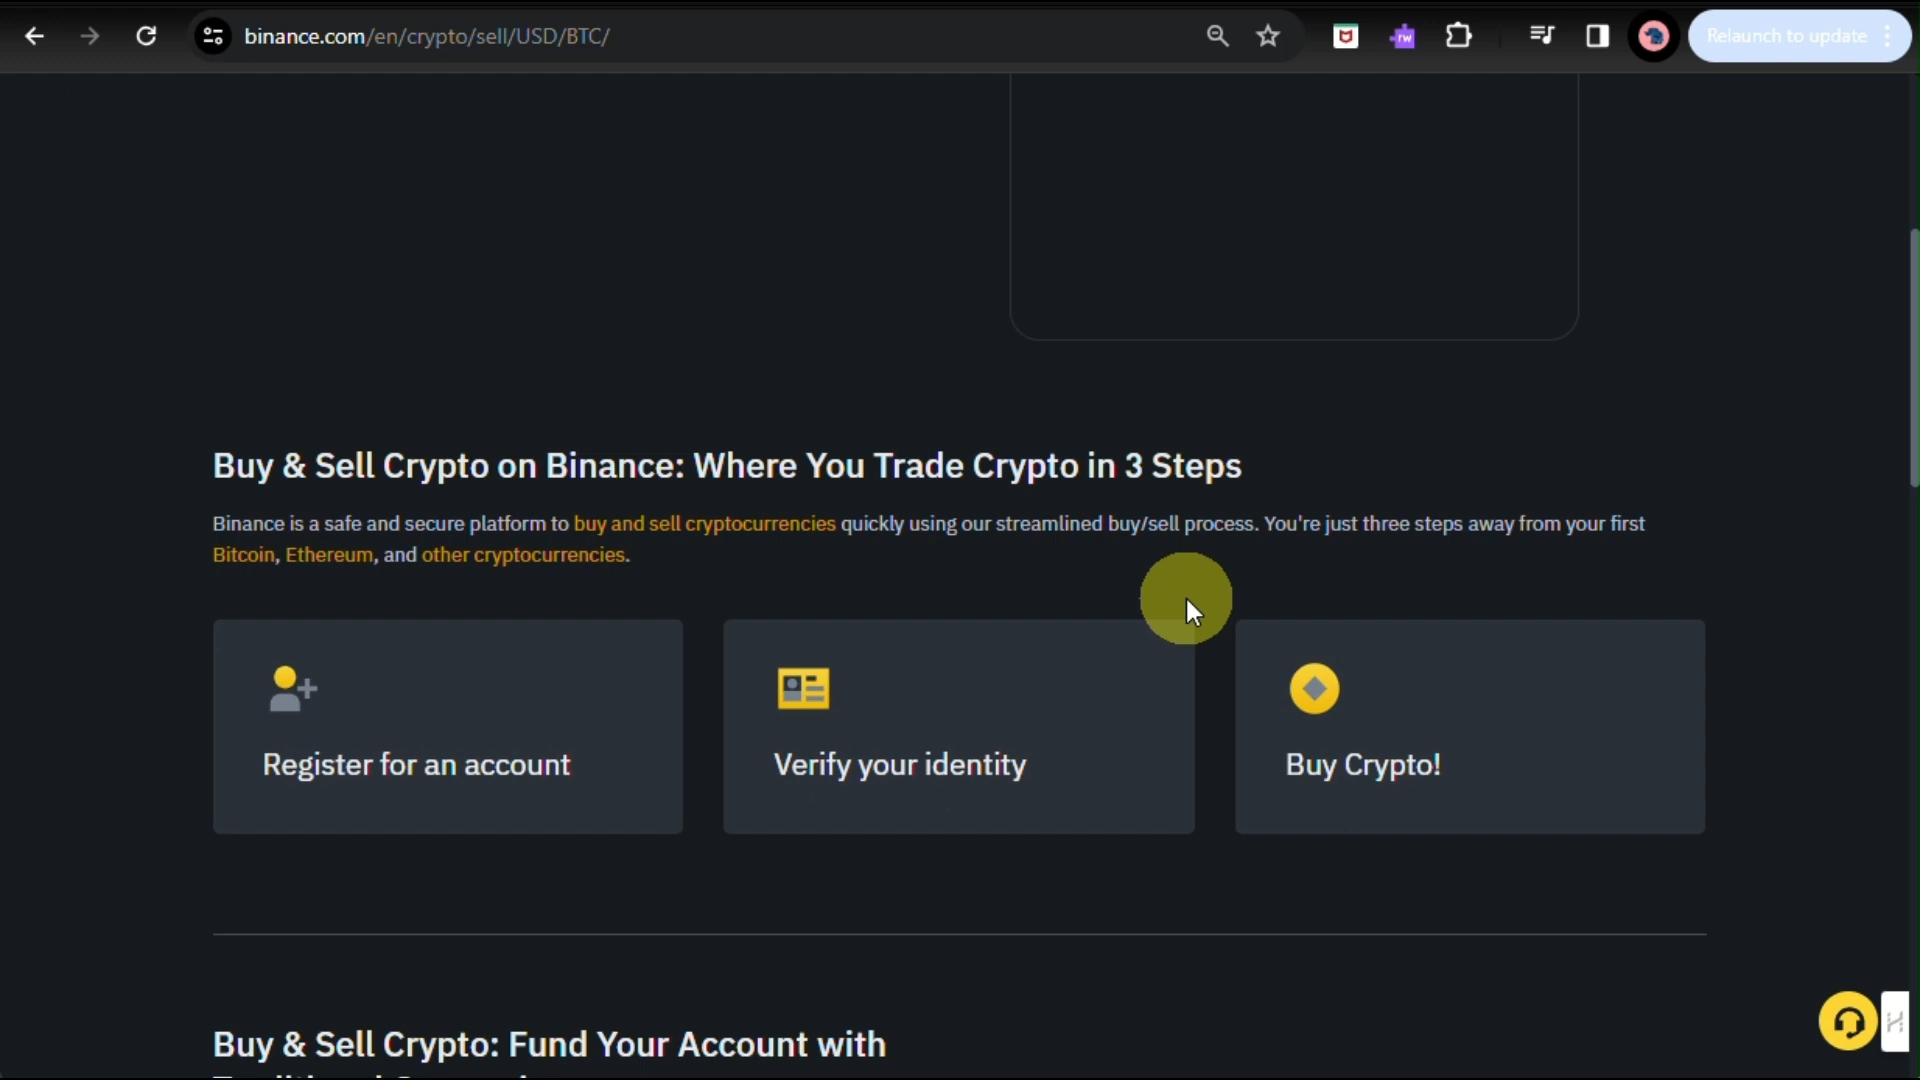 binance.com/en/crypto/sell/USD/BTC/
rw
Relaunch to update
Buy & Sell Crypto on Binance: Where You Trade Crypto in 3 Steps
Binance is a safe and secure platform to buy and sell cryptocurrencies quickly using our streamlined buy/sell process. You're just three steps away from your first
Bitcoin, Ethereum, and other cryptocurrencies.
Register for an account
Verify your identity
Buy Crypto!
Buy & Sell Crypto: Fund Your Account with